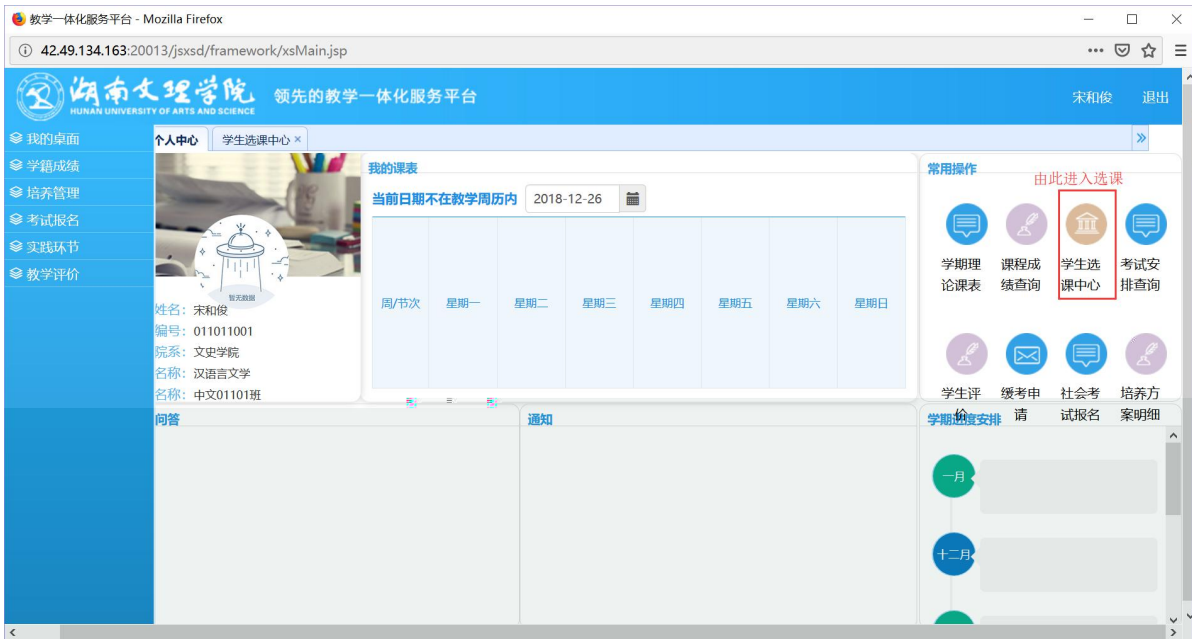 教学一体化服务平台 - Mozilla Firefox
42.49.134.163:20013/jsxsd/framework/xsMain.jsp
湖南文理学院
HUNAN UNIVERSITY OF ARTS AND SCIENCE
领先的教学一体化服务平台
宋和俊 退出
我的桌面
学籍成绩
培养管理
考试报名
实践环节
教学评价
个人中心 学生选课中心 ×
暂无数据
姓名：宋和俊
编号：011011001
院系：文史学院
名称：汉语言文学
名称：中文01101班
我的课表
当前日期不在教学周历内 2018-12-26
周/节次 星期一 星期二 星期三 星期四 星期五 星期六 星期日
常用操作
由此进入选课
学期理论课表
课程成绩查询
学生选课中心
考试安排查询
学生评价
缓考申请
社会考试报名
培养方案明细
问答
通知
学期进度安排
一月
十二月